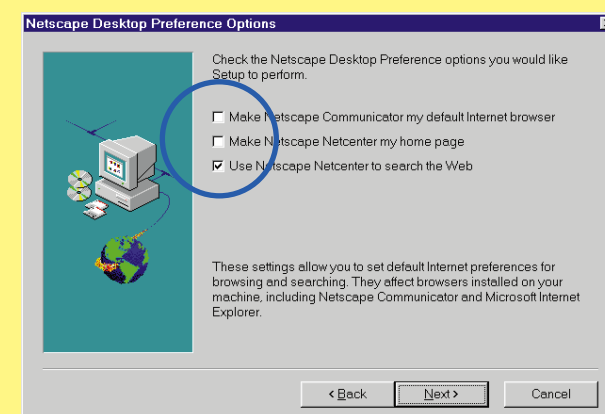 Netscape Desktop Preference Options
Check the Netscape Desktop Preference options you would like
Setup to perform.
Make Netscape Communicator my default Internet browser
Make Netscape Netcenter my home page
Use Netscape Netcenter to search the Web
These settings allow you to set default Internet preferences for
browsing and searching. They affect browsers installed on your
machine, including Netscape Communicator and Microsoft Internet
Explorer.
< Back
Next >
Cancel